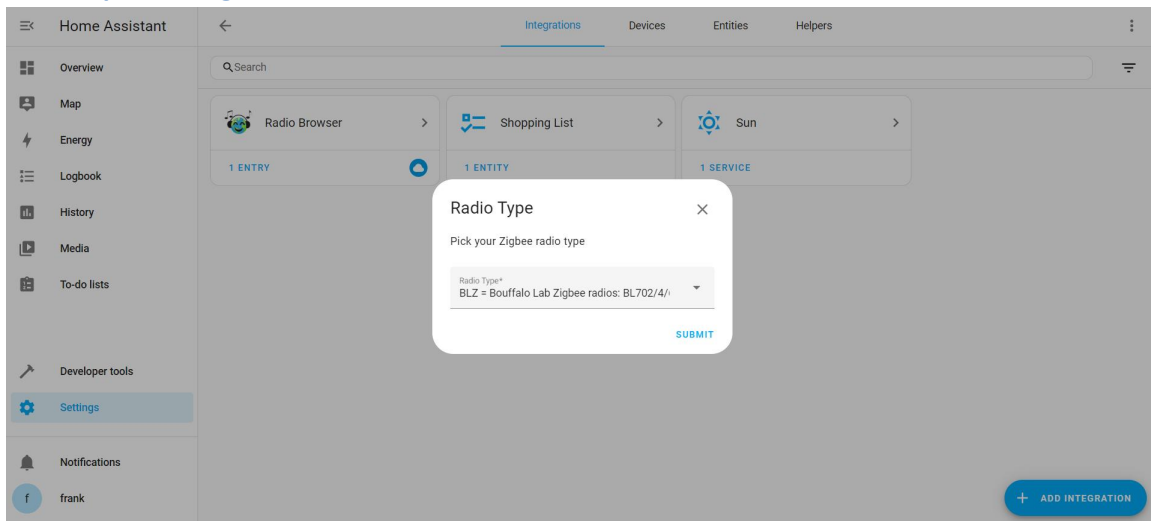 Home Assistant
Integrations Devices Entities Helpers
Overview
Map
Energy
Logbook
History
Media
To-do lists
Developer tools
Settings
Notifications
f frank
Search
Radio Browser
1 ENTRY
Shopping List
1 ENTITY
Sun
1 SERVICE
Radio Type
Pick your Zigbee radio type
Radio Type*
BLZ = Bouffalo Lab Zigbee radios: BL702/4/
SUBMIT
+ ADD INTEGRATION